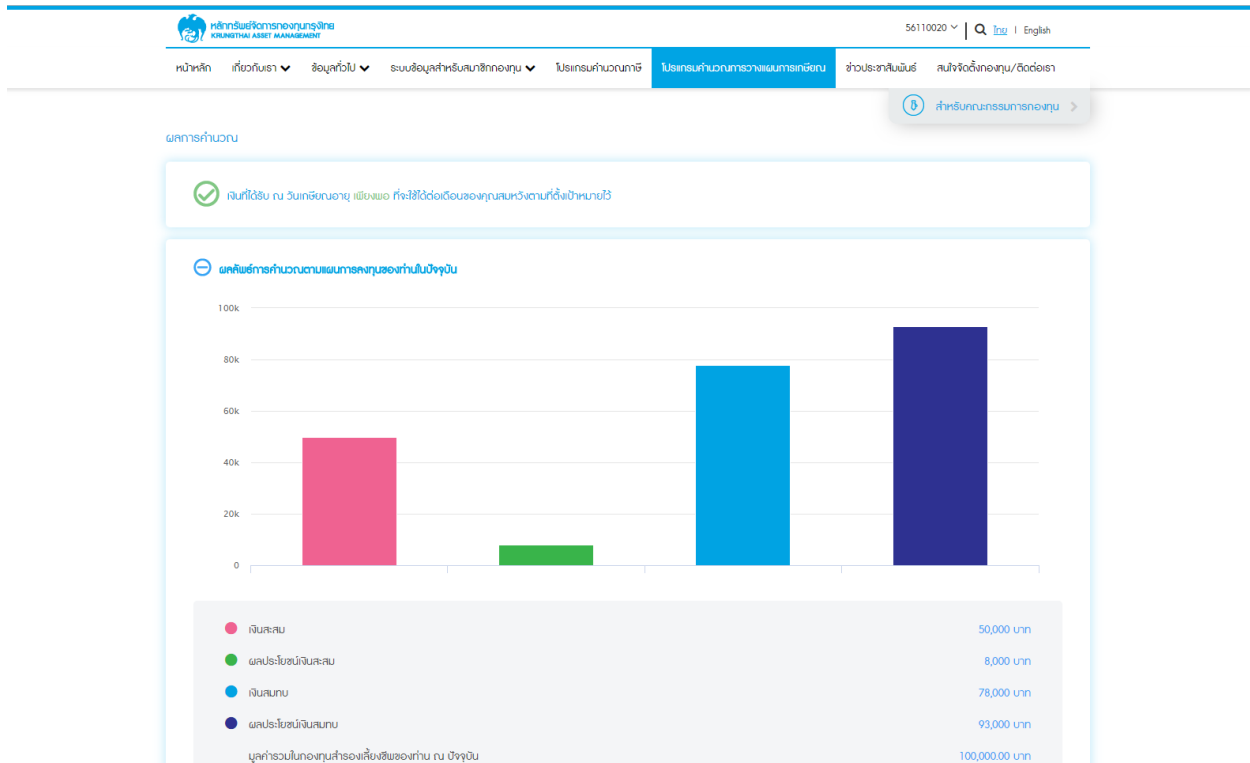 หลักทรัพย์จัดการกองทุนกรุงไทย
KRUNGTHAI ASSET MANAGEMENT
56110020
ไทย | English
หน้าหลัก เกี่ยวกับเรา ข้อมูลทั่วไป ระบบข้อมูลสำหรับสมาชิกกองทุน โปรแกรมคำนวณภาษี โปรแกรมคำนวณการวางแผนการเกษียณ ข่าวประชาสัมพันธ์ สนใจจัดตั้งกองทุน/ติดต่อเรา
สำหรับคณะกรรมการกองทุน
ผลการคำนวณ
เงินที่ได้รับ ณ วันเกษียณอายุ เพียงพอ ที่จะใช้ได้ต่อเดือนของคุณสมหวังตามที่ตั้งเป้าหมายไว้
ผลลัพธ์การคำนวณตามแผนการลงทุนของท่านในปัจจุบัน
100k
80k
60k
40k
20k
0
เงินสะสม 50,000 บาท
ผลประโยชน์เงินสะสม 8,000 บาท
เงินสมทบ 78,000 บาท
ผลประโยชน์เงินสมทบ 93,000 บาท
มูลค่ารวมในกองทุนสำรองเลี้ยงชีพของท่าน ณ ปัจจุบัน 100,000.00 บาท